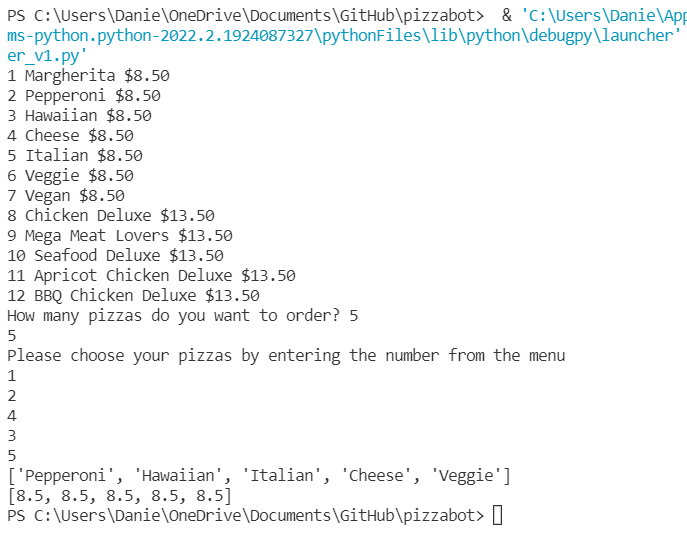 PS C:\Users\Danie\OneDrive\Documents\GitHub\pizzabot>  & 'C:\Users\Danie\App
ms-python.python-2022.2.1924087327\pythonFiles\lib\python\debugpy\launcher'
er_v1.py'
1 Margherita $8.50
2 Pepperoni $8.50
3 Hawaiian $8.50
4 Cheese $8.50
5 Italian $8.50
6 Veggie $8.50
7 Vegan $8.50
8 Chicken Deluxe $13.50
9 Mega Meat Lovers $13.50
10 Seafood Deluxe $13.50
11 Apricot Chicken Deluxe $13.50
12 BBQ Chicken Deluxe $13.50
How many pizzas do you want to order? 5
5
Please choose your pizzas by entering the number from the menu
1
2
4
3
5
['Pepperoni', 'Hawaiian', 'Italian', 'Cheese', 'Veggie']
[8.5, 8.5, 8.5, 8.5, 8.5]
PS C:\Users\Danie\OneDrive\Documents\GitHub\pizzabot>